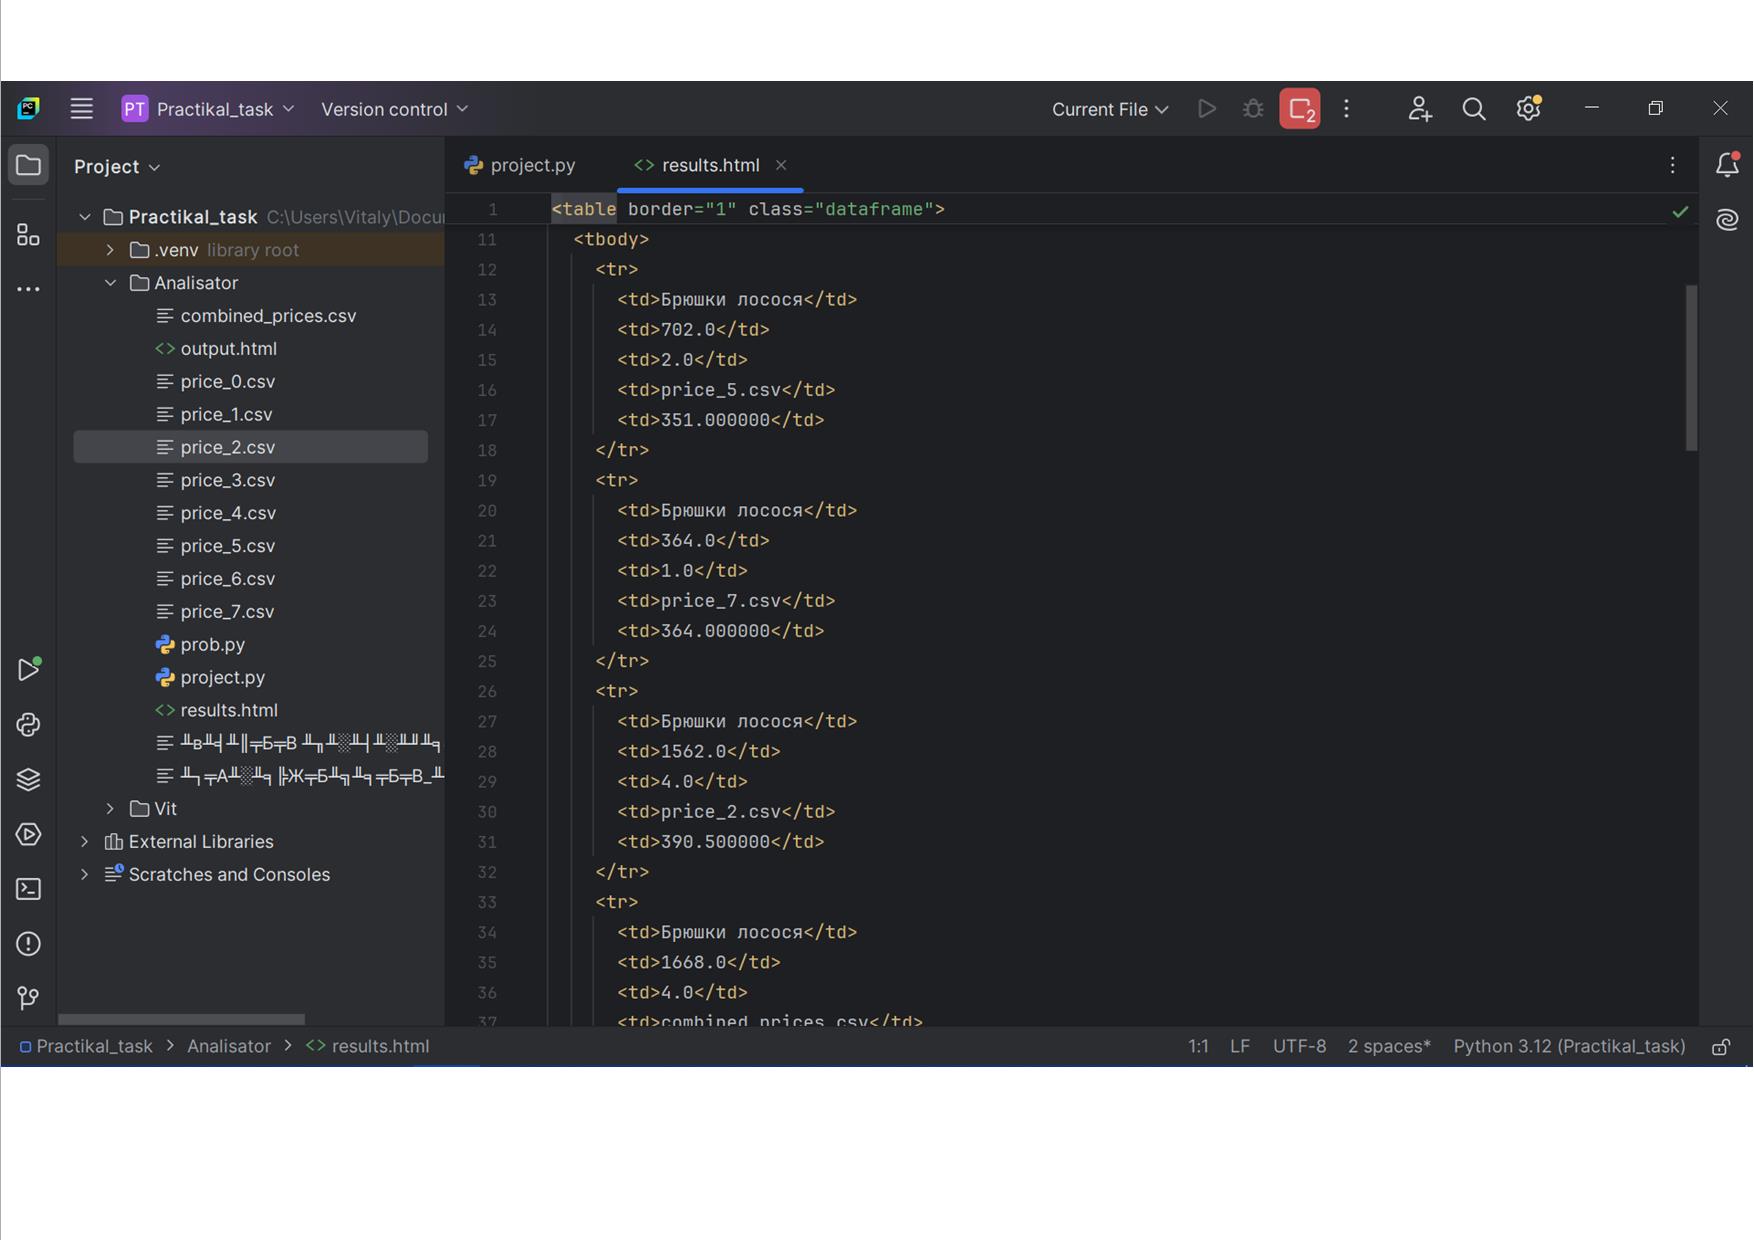 PT Practikal_task Version control Current File 2
Project
project.py results.html
Practikal_task C:\Users\Vitaly\Docu
.venv library root
Analisator
combined_prices.csv
output.html
price_0.csv
price_1.csv
price_2.csv
price_3.csv
price_4.csv
price_5.csv
price_6.csv
price_7.csv
prob.py
project.py
results.html
Vit
External Libraries
Scratches and Consoles
1 <table border="1" class="dataframe">
11 <tbody>
12 <tr>
13 <td>Брюшки лосося</td>
14 <td>702.0</td>
15 <td>2.0</td>
16 <td>price_5.csv</td>
17 <td>351.000000</td>
18 </tr>
19 <tr>
20 <td>Брюшки лосося</td>
21 <td>364.0</td>
22 <td>1.0</td>
23 <td>price_7.csv</td>
24 <td>364.000000</td>
25 </tr>
26 <tr>
27 <td>Брюшки лосося</td>
28 <td>1562.0</td>
29 <td>4.0</td>
30 <td>price_2.csv</td>
31 <td>390.500000</td>
32 </tr>
33 <tr>
34 <td>Брюшки лосося</td>
35 <td>1668.0</td>
36 <td>4.0</td>
37 <td>combined_prices.csv</td>
Practikal_task > Analisator > results.html 1:1 LF UTF-8 2 spaces* Python 3.12 (Practikal_task)